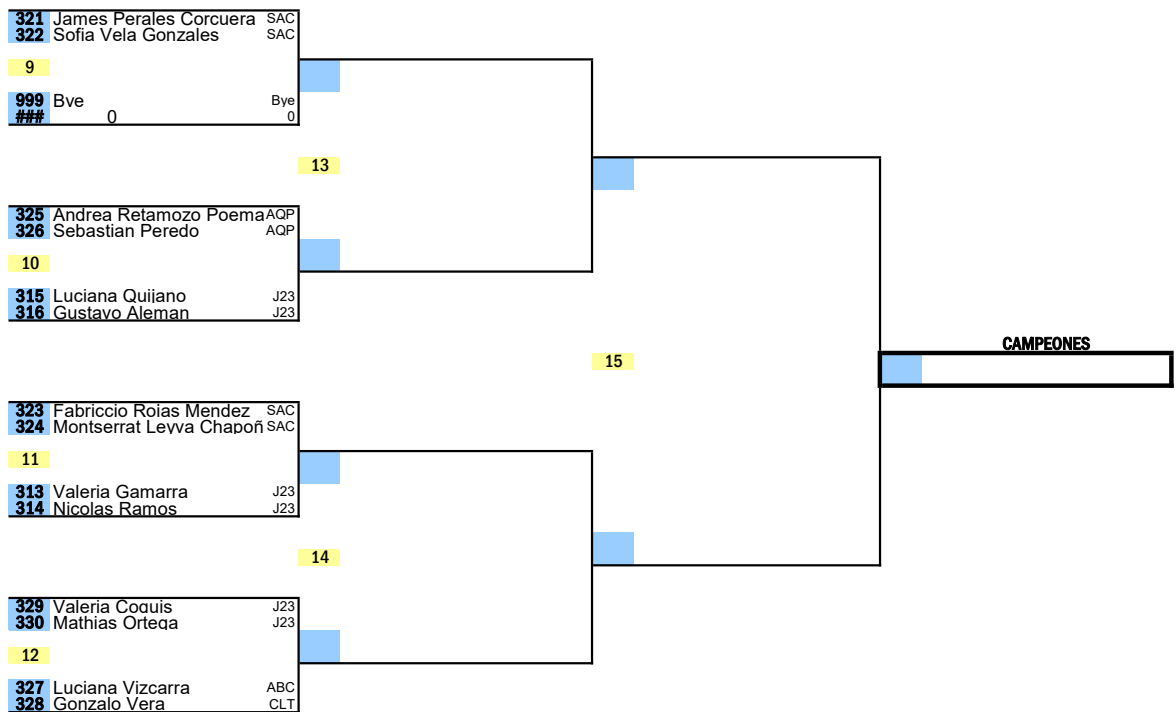 321 James Perales Corcuera SAC
322 Sofia Vela Gonzales SAC
9
999 Bye Bye
### 0 0
13
325 Andrea Retamozo Poema AQP
326 Sebastian Peredo AQP
10
315 Luciana Quijano J23
316 Gustavo Aleman J23
CAMPEONES
15
323 Fabriccio Rojas Mendez SAC
324 Montserrat Leyva Chapoñ SAC
11
313 Valeria Gamarra J23
314 Nicolas Ramos J23
14
329 Valeria Coquis J23
330 Mathias Ortega J23
12
327 Luciana Vizcarra ABC
328 Gonzalo Vera CLT